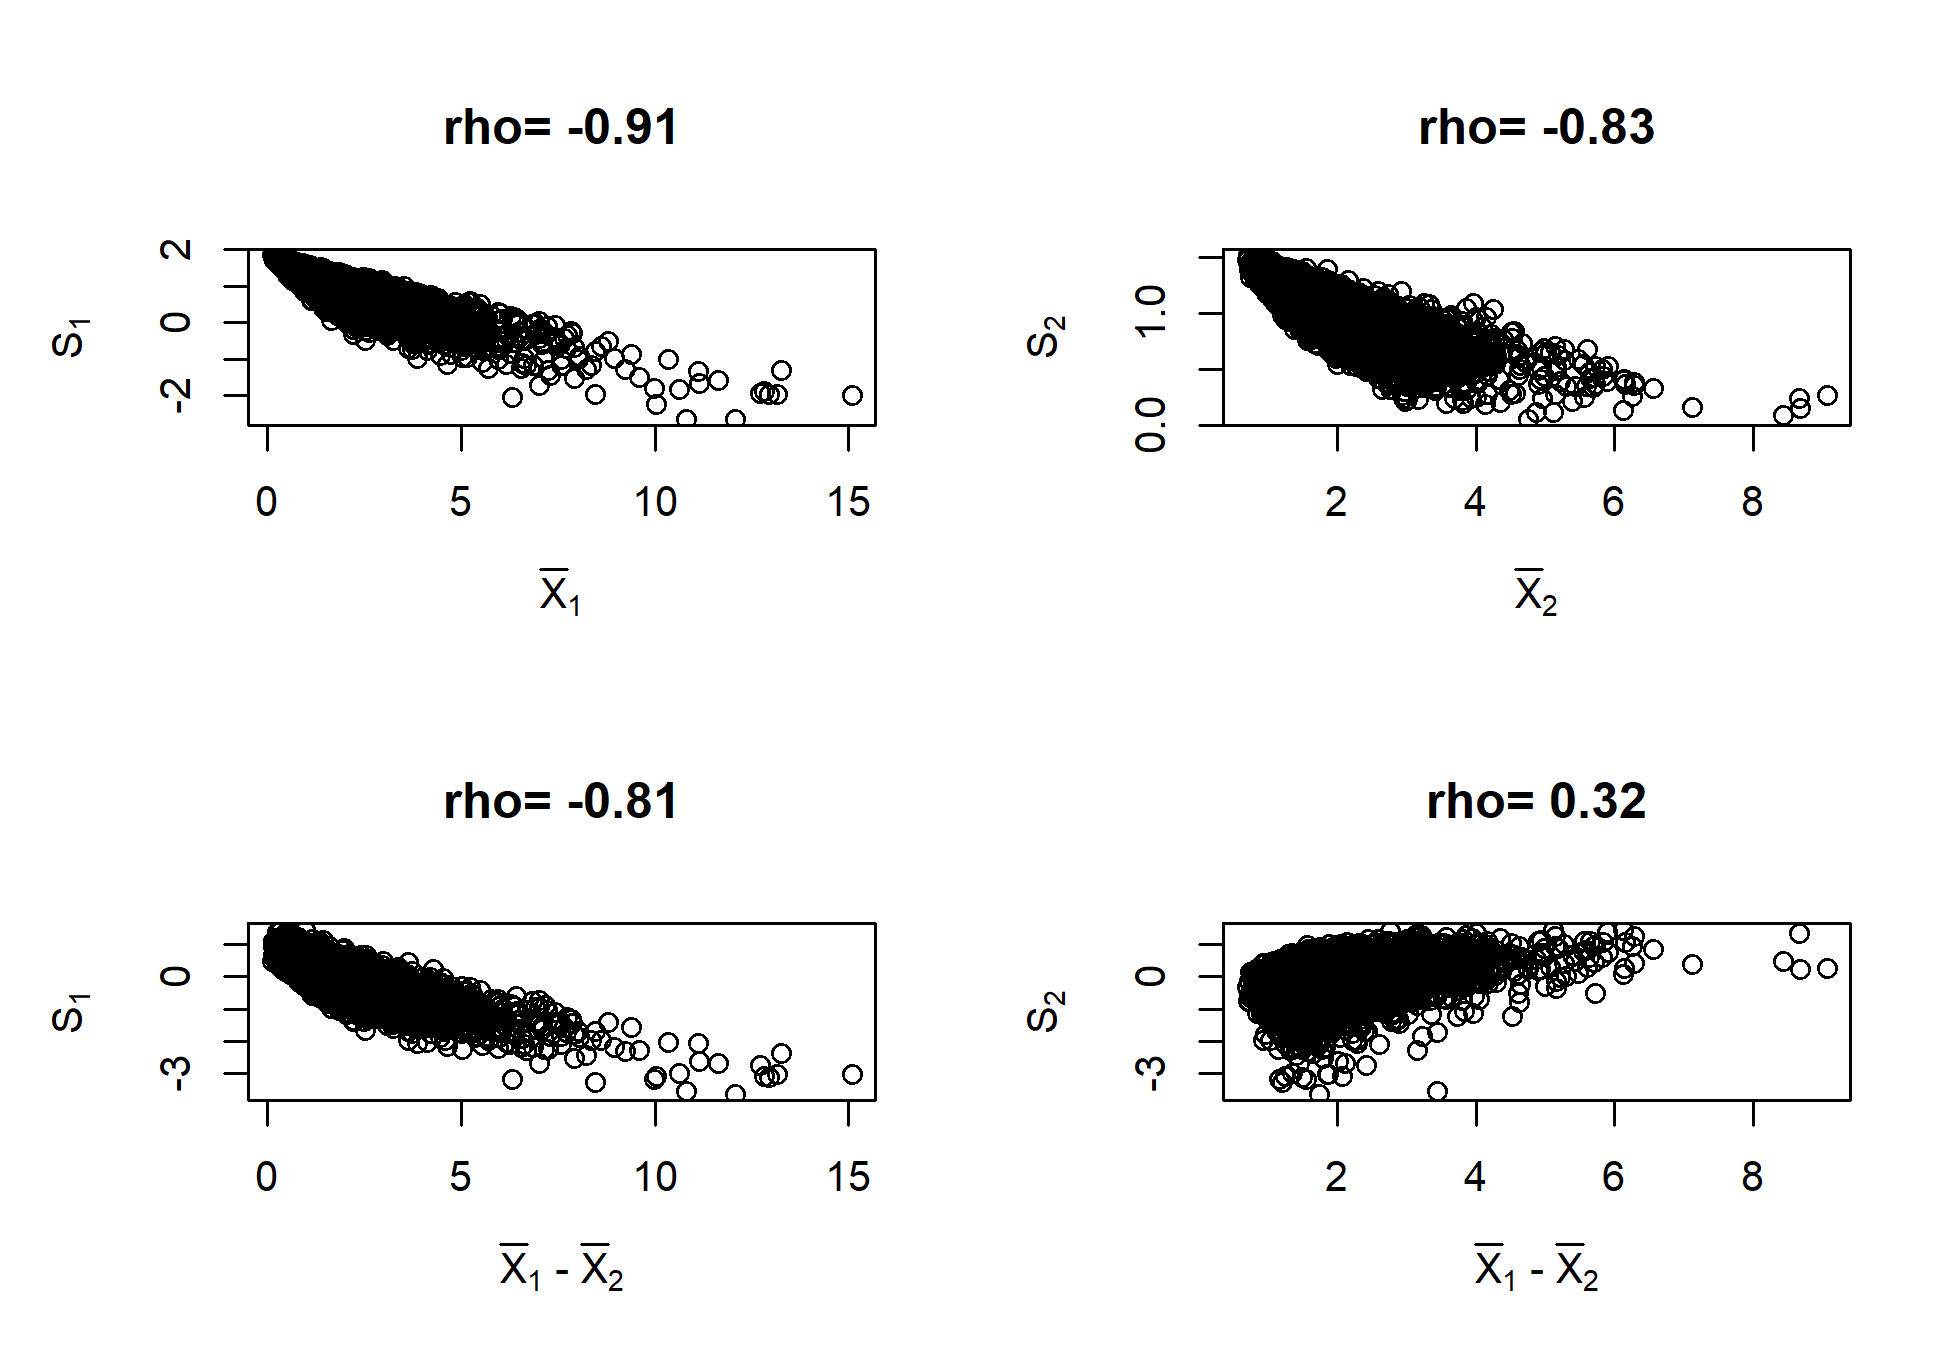 rho= -0.91
S1
2
0
-2
0 5 10 15
X̅1
rho= -0.83
S2
1.0
0.0
2 4 6 8
X̅2
rho= -0.81
S1
0
-3
0 5 10 15
X̅1 - X̅2
rho= 0.32
S2
0
-3
2 4 6 8
X̅1 - X̅2